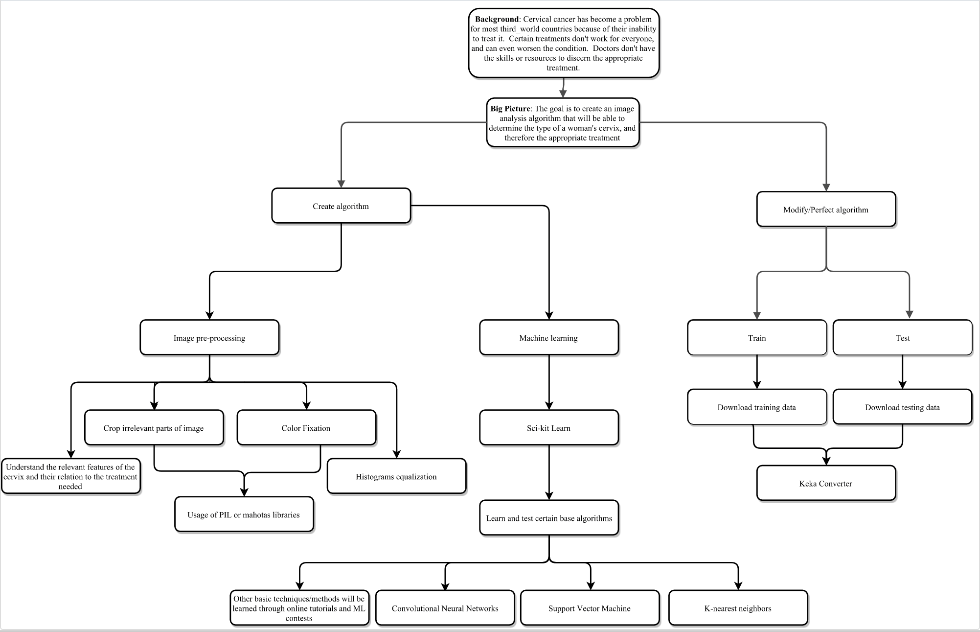 Background: Cervical cancer has become a problem
for most third world countries because of their inability
to treat it. Certain treatments don't work for everyone,
and can even worsen the condition. Doctors don't have
the skills or resources to discern the appropriate
treatment.
Big Picture: The goal is to create an image
analysis algorithm that will be able to
determine the type of a woman's cervix, and
therefore the appropriate treatment
Create algorithm
Modify/Perfect algorithm
Image pre-processing
Machine learning
Train
Test
Download training data
Download testing data
Crop irrelevant parts of image
Color Fixation
Sci-kit Learn
Understand the relevant features of the
cervix and their relation to the treatment
needed
Histograms equalization
Keka Converter
Usage of PIL or mahotas libraries
Learn and test certain base algorithms
Other basic techniques/methods will be
learned through online tutorials and ML
contests
Convolutional Neural Networks
Support Vector Machine
K-nearest neighbors